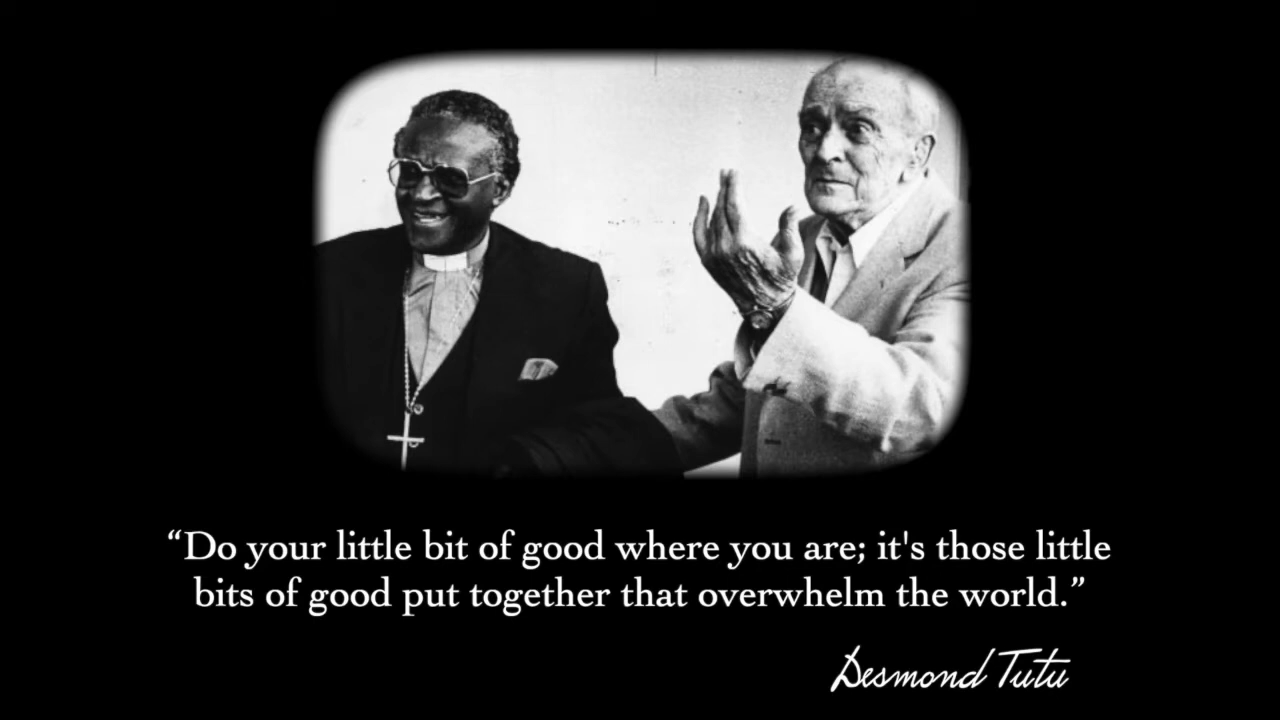 “Do your little bit of good where you are; it's those little
bits of good put together that overwhelm the world.”
Desmond Tutu